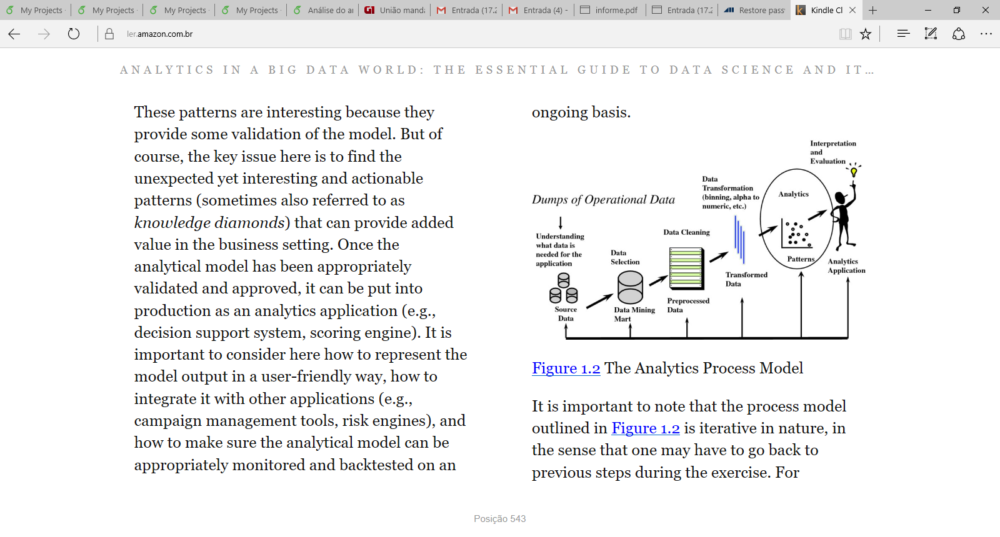 My Projects
My Projects
My Projects
My Projects
Análise do ar
União manda
Entrada (17.2
Entrada (4) -
informe.pdf
Entrada (17.2
Restore pass
Kindle Cl
ler.amazon.com.br
ANALYTICS IN A BIG DATA WORLD: THE ESSENTIAL GUIDE TO DATA SCIENCE AND IT...
These patterns are interesting because they
provide some validation of the model. But of
course, the key issue here is to find the
unexpected yet interesting and actionable
patterns (sometimes also referred to as
knowledge diamonds) that can provide added
value in the business setting. Once the
analytical model has been appropriately
validated and approved, it can be put into
production as an analytics application (e.g.,
decision support system, scoring engine). It is
important to consider here how to represent the
model output in a user-friendly way, how to
integrate it with other applications (e.g.,
campaign management tools, risk engines), and
how to make sure the analytical model can be
appropriately monitored and backtested on an
ongoing basis.
Dumps of Operational Data
Understanding
what data is
needed for the
application
Source
Data
Data
Selection
Data Mining
Mart
Data Cleaning
Preprocessed
Data
Data
Transformation
(binning, alpha to
numeric, etc.)
Transformed
Data
Analytics
Patterns
Interpretation
and
Evaluation
Analytics
Application
Figure 1.2 The Analytics Process Model
It is important to note that the process model
outlined in Figure 1.2 is iterative in nature, in
the sense that one may have to go back to
previous steps during the exercise. For
Posição 543